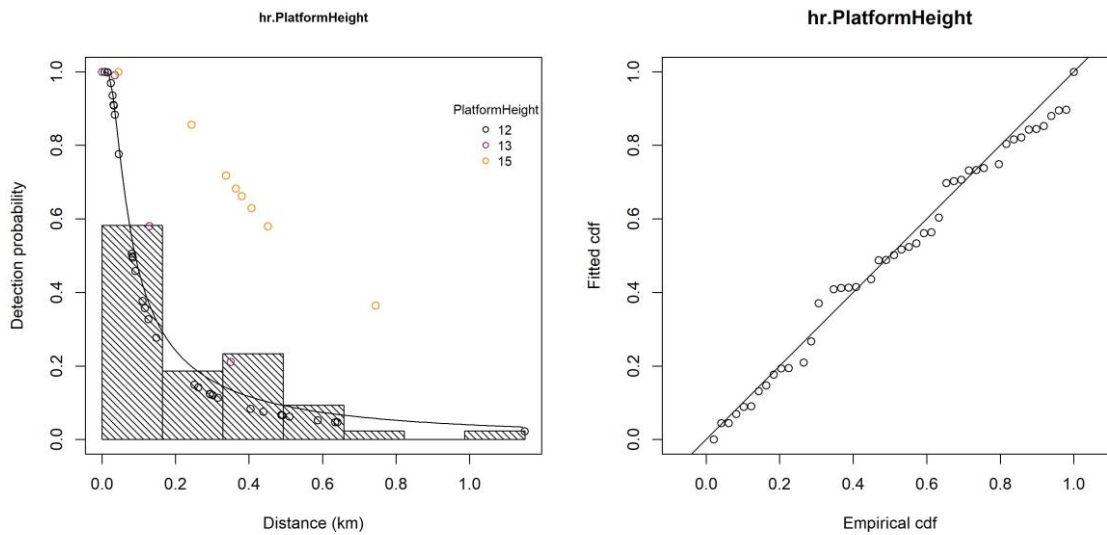 hr.PlatformHeight
Detection probability
1.0
0.8
0.6
0.4
0.2
0.0
PlatformHeight
12
13
15
0.0 0.2 0.4 0.6 0.8 1.0
Distance (km)
hr.PlatformHeight
Fitted cdf
1.0
0.8
0.6
0.4
0.2
0.0
0.0 0.2 0.4 0.6 0.8 1.0
Empirical cdf